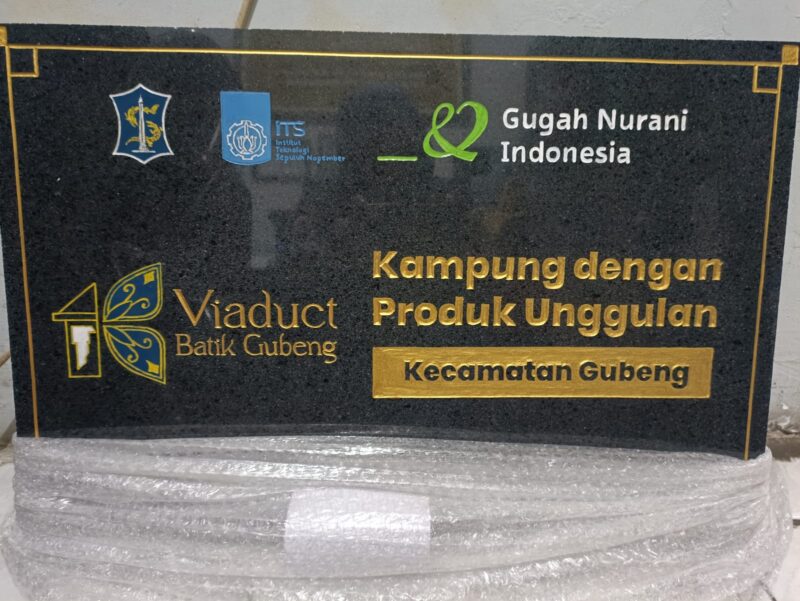 ITS
Institut
Teknologi
Sepuluh Nopember
Gugah Nurani
Indonesia
Viaduct
Batik Gubeng
Kampung dengan
Produk Unggulan
Kecamatan Gubeng